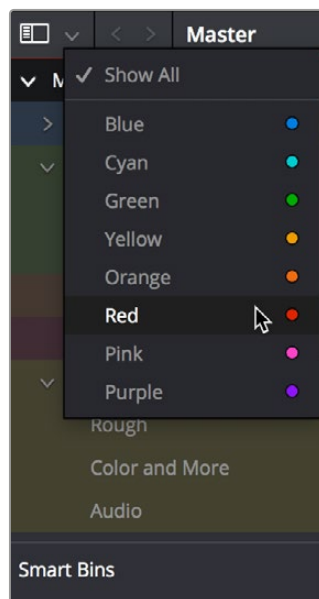 Master
M
Show All
Blue
Cyan
Green
Yellow
Orange
Red
Pink
Purple
Rough
Color and More
Audio
Smart Bins